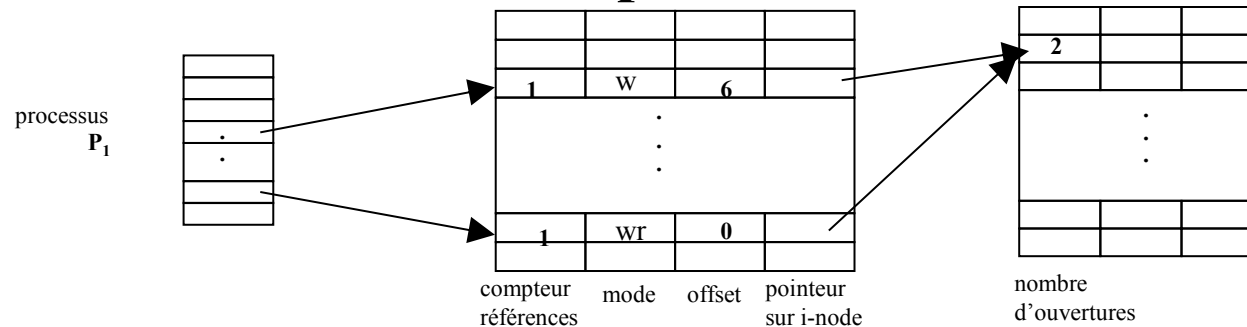 2
1 w 6
processus
P1
1 wr 0
compteur références
mode
offset
pointeur sur i-node
nombre d'ouvertures